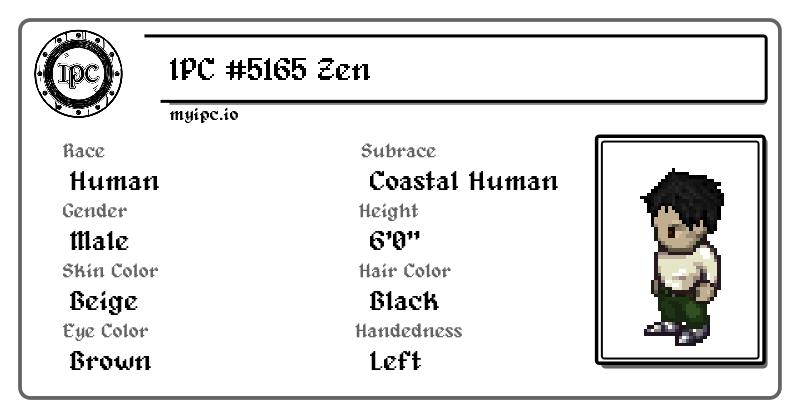 IPC
IPC #5165 Zen
myipc.io
Race
Human
Subrace
Coastal Human
Gender
Male
Height
6'0"
Skin Color
Beige
Hair Color
Black
Eye Color
Brown
Handedness
Left